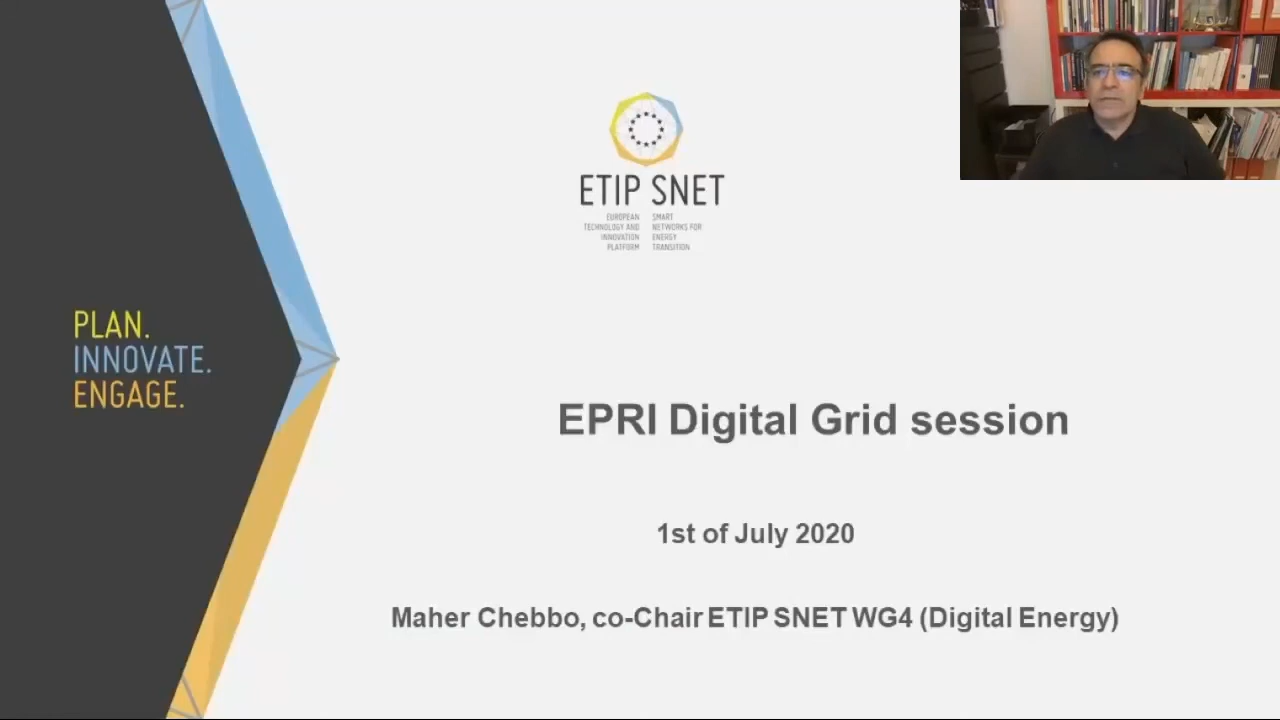 PLAN.
INNOVATE.
ENGAGE.
ETIP SNET
EUROPEAN SMART
TECHNOLOGY AND NETWORKS FOR
INNOVATION ENERGY
PLATFORM TRANSITION
EPRI Digital Grid session
1st of July 2020
Maher Chebbo, co-Chair ETIP SNET WG4 (Digital Energy)